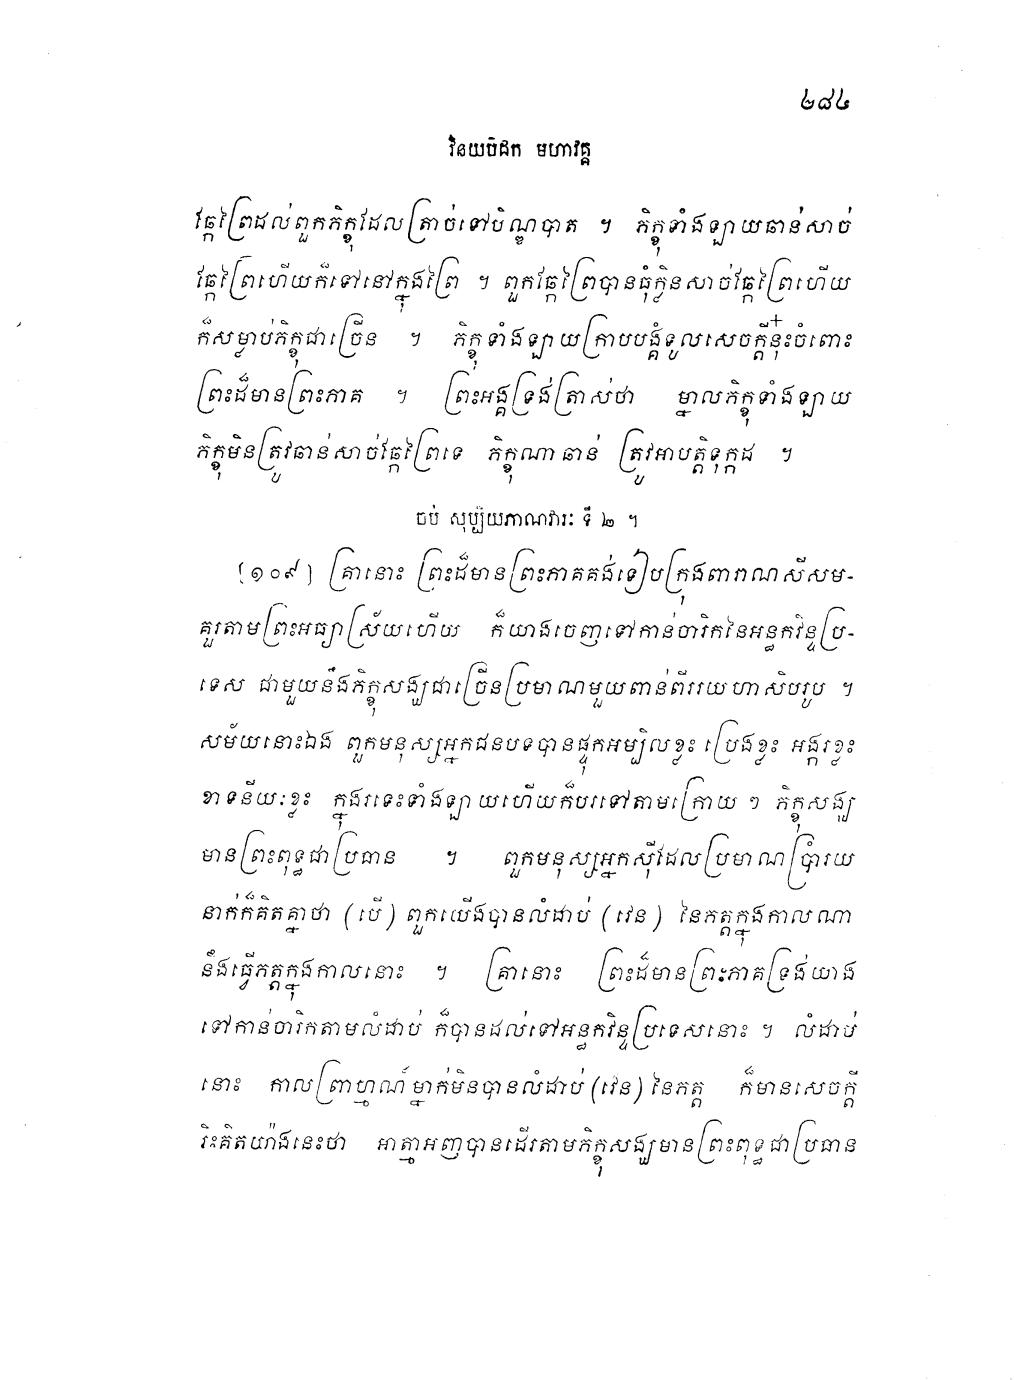 ២៨៤
វិនយបិដក មហាវគ្គ
ឆ្កែព្រៃដល់ពួកភិក្ខុដែលត្រាច់ទៅបិណ្ឌបាត ។ ភិក្ខុទាំងឡាយឆាន់សាច់
ឆ្កែព្រៃហើយក៏ទៅនៅក្នុងព្រៃ ។ ពួកឆ្កែព្រៃបានធុំក្លិនសាច់ឆ្កែព្រៃហើយ
ក៏សម្លាប់ភិក្ខុជាច្រើន ។ ភិក្ខុទាំងឡាយក្រាបបង្គំទូលសេចក្ដីនុ៎ះចំពោះ
ព្រះដ៏មានព្រះភាគ ។ ព្រះអង្គទ្រង់ត្រាស់ថា ម្នាលភិក្ខុទាំងឡាយ
ភិក្ខុមិនត្រូវឆាន់សាច់ឆ្កែព្រៃទេ ភិក្ខុណាឆាន់ ត្រូវអាបត្តិទុក្កដ ។
ចប់ សុប្បិយភាណវារៈ ទី ២ ។
[១០៩] គ្រានោះ ព្រះដ៏មានព្រះភាគគង់ទៀបក្រុងពារាណសីសម-
គួរតាមព្រះអធ្យាស្រ័យហើយ ក៏យាងចេញទៅកាន់ចារិកនៃអន្ធកវិន្ទប្រ-
ទេស ជាមួយនឹងភិក្ខុសង្ឃជាច្រើនប្រមាណមួយពាន់ពីររយហាសិបរូប ។
សម័យនោះឯង ពួកមនុស្សអ្នកជនបទបានផ្ទុកអម្បិលខ្លះ ប្រេងខ្លះ អង្ករខ្លះ
ខាទនីយៈខ្លះ ក្នុងរទេះទាំងឡាយហើយក៏បរទៅតាមក្រោយ ៗ ភិក្ខុសង្ឃ
មានព្រះពុទ្ធជាប្រធាន ។ ពួកមនុស្សអ្នកស៊ីដែលប្រមាណប្រាំរយ
នាក់ក៏គិតគ្នាថា (បើ) ពួកយើងបានលំដាប់ (វេន) នៃភត្តក្នុងកាលណា
នឹងធ្វើភត្តក្នុងកាលនោះ ។ គ្រានោះ ព្រះដ៏មានព្រះភាគទ្រង់យាង
ទៅកាន់ចារិកតាមលំដាប់ ក៏បានដល់ទៅអន្ធកវិន្ទប្រទេសនោះ ។ លំដាប់
នោះ កាលព្រាហ្មណ៍ម្នាក់មិនបានលំដាប់ (វេន) នៃភត្ត ក៏មានសេចក្ដី
រិះគិតយ៉ាងនេះថា អាត្មាអញបានដើរតាមភិក្ខុសង្ឃមានព្រះពុទ្ធជាប្រធាន